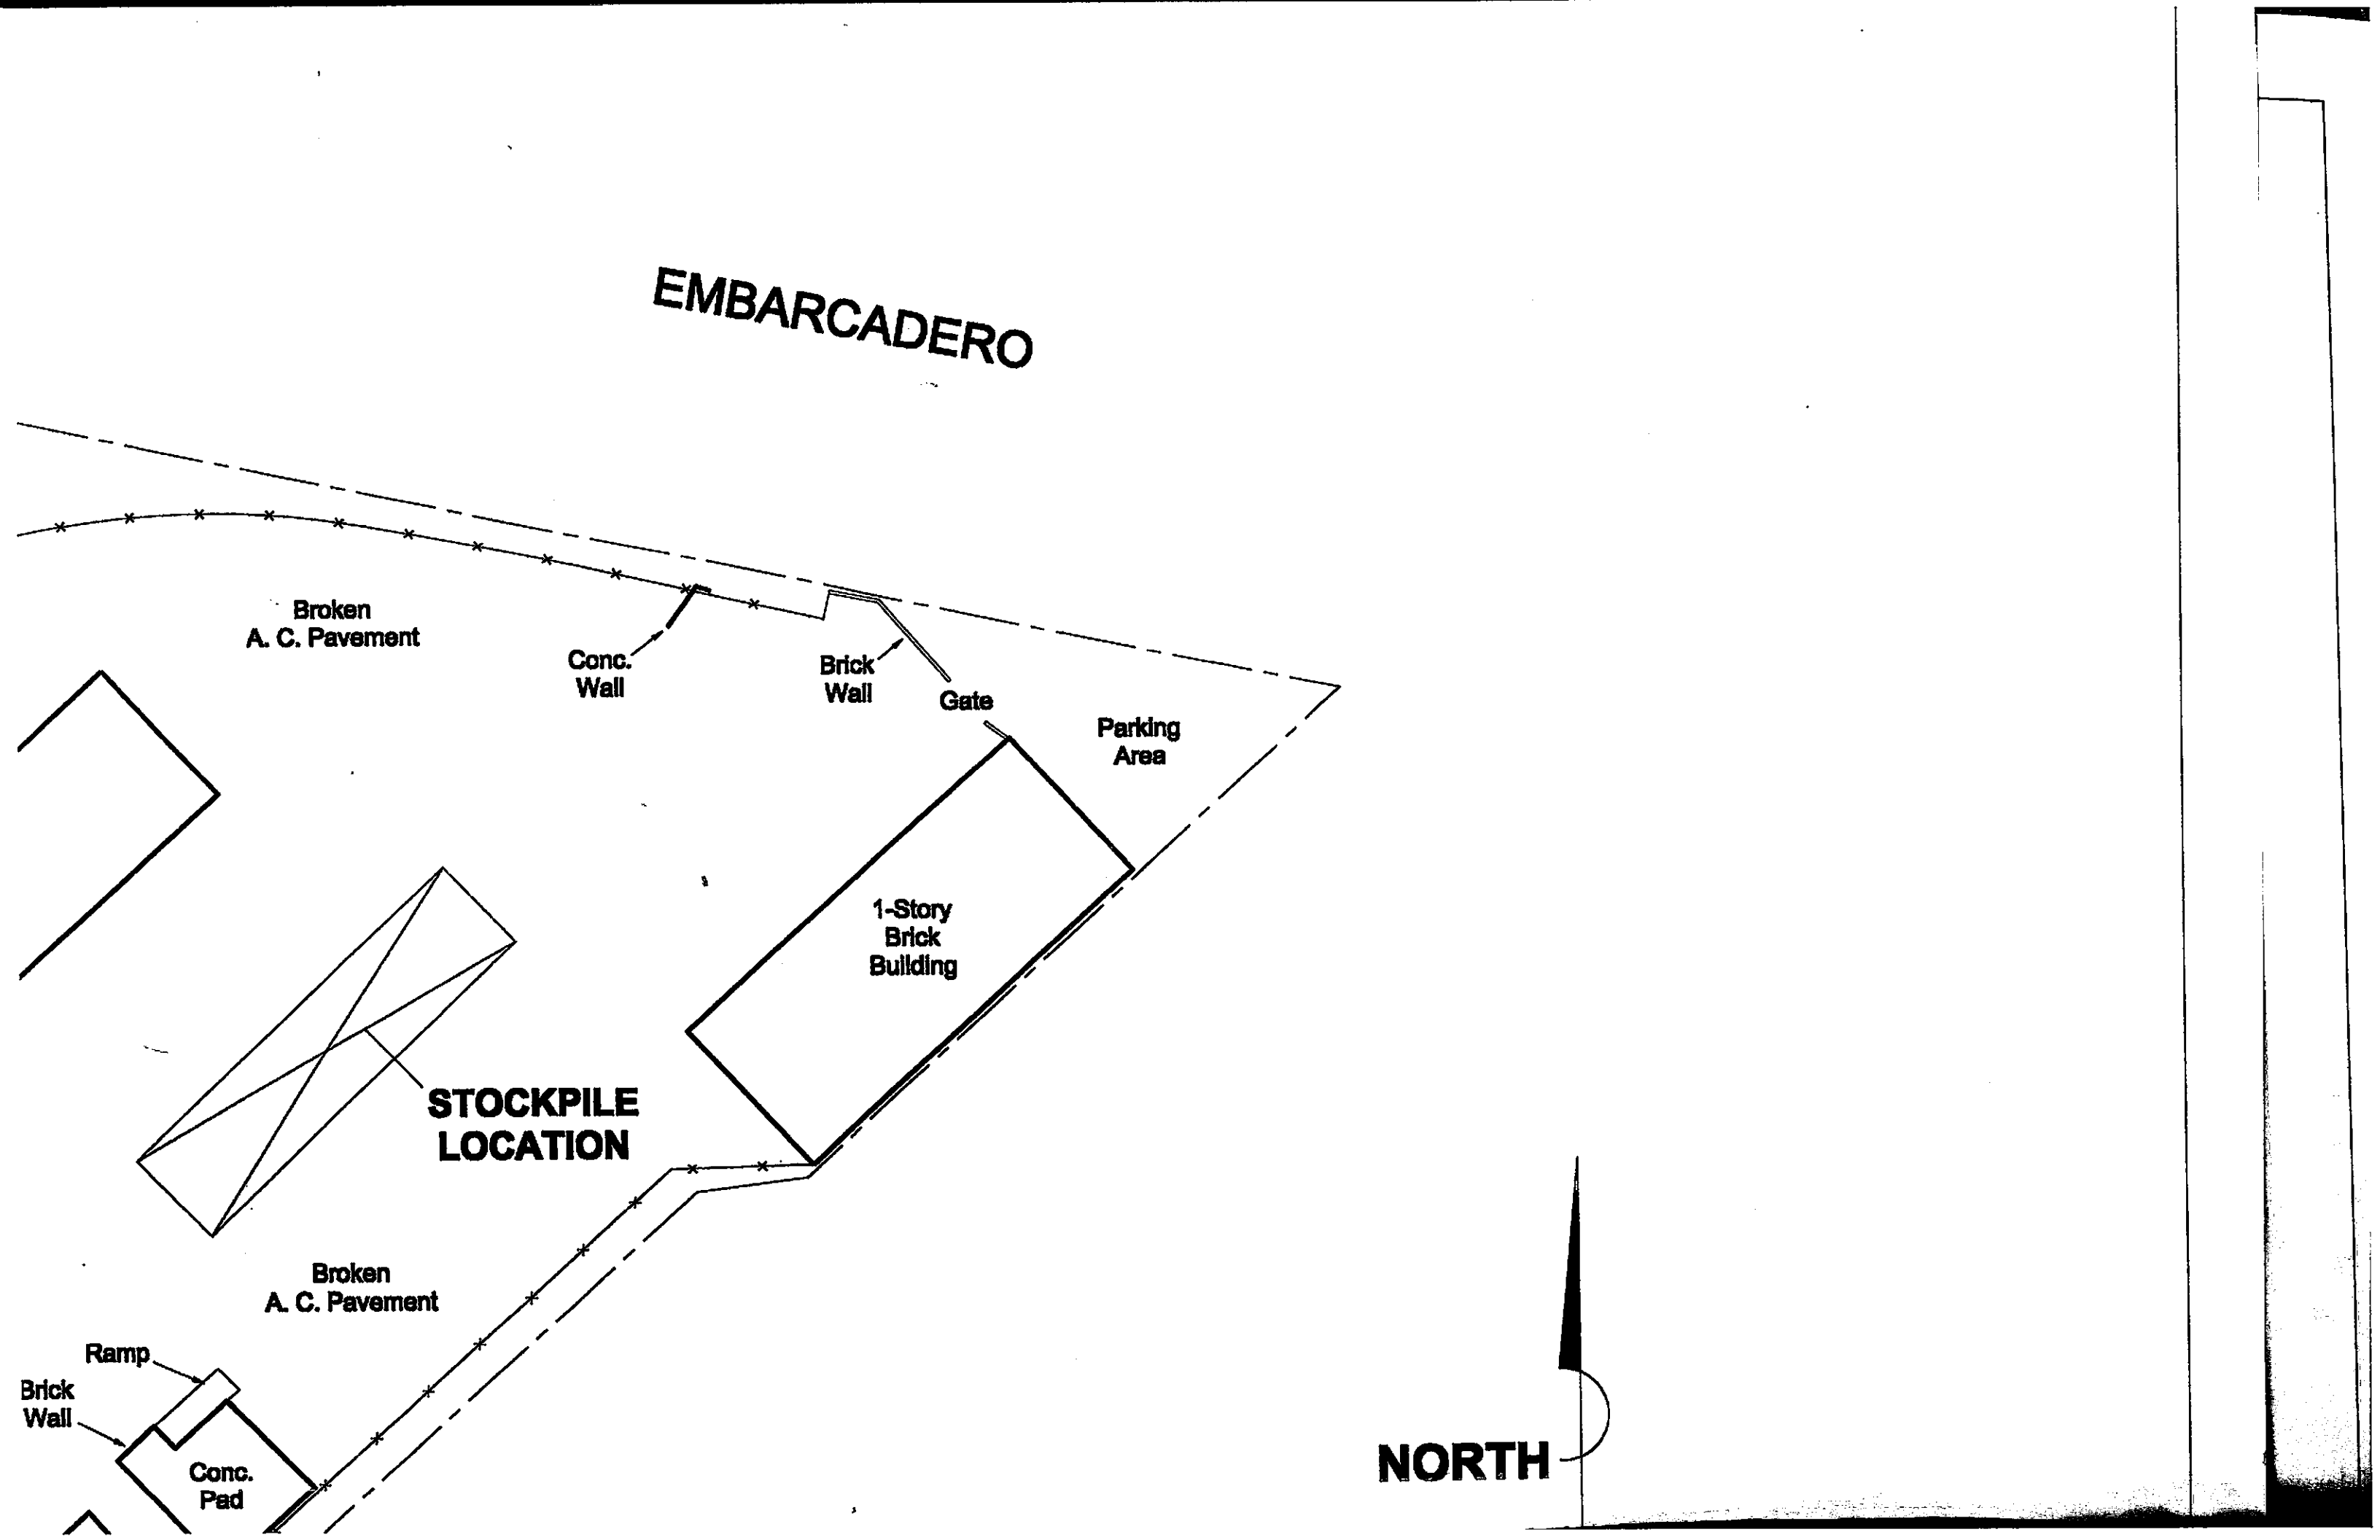 EMBARCADERO
Broken
A. C. Pavement
Conc.
Wall
Brick
Wall
Gate
Parking
Area
1-Story
Brick
Building
STOCKPILE
LOCATION
Broken
A. C. Pavement
Ramp
Brick
Wall
Conc.
Pad
NORTH